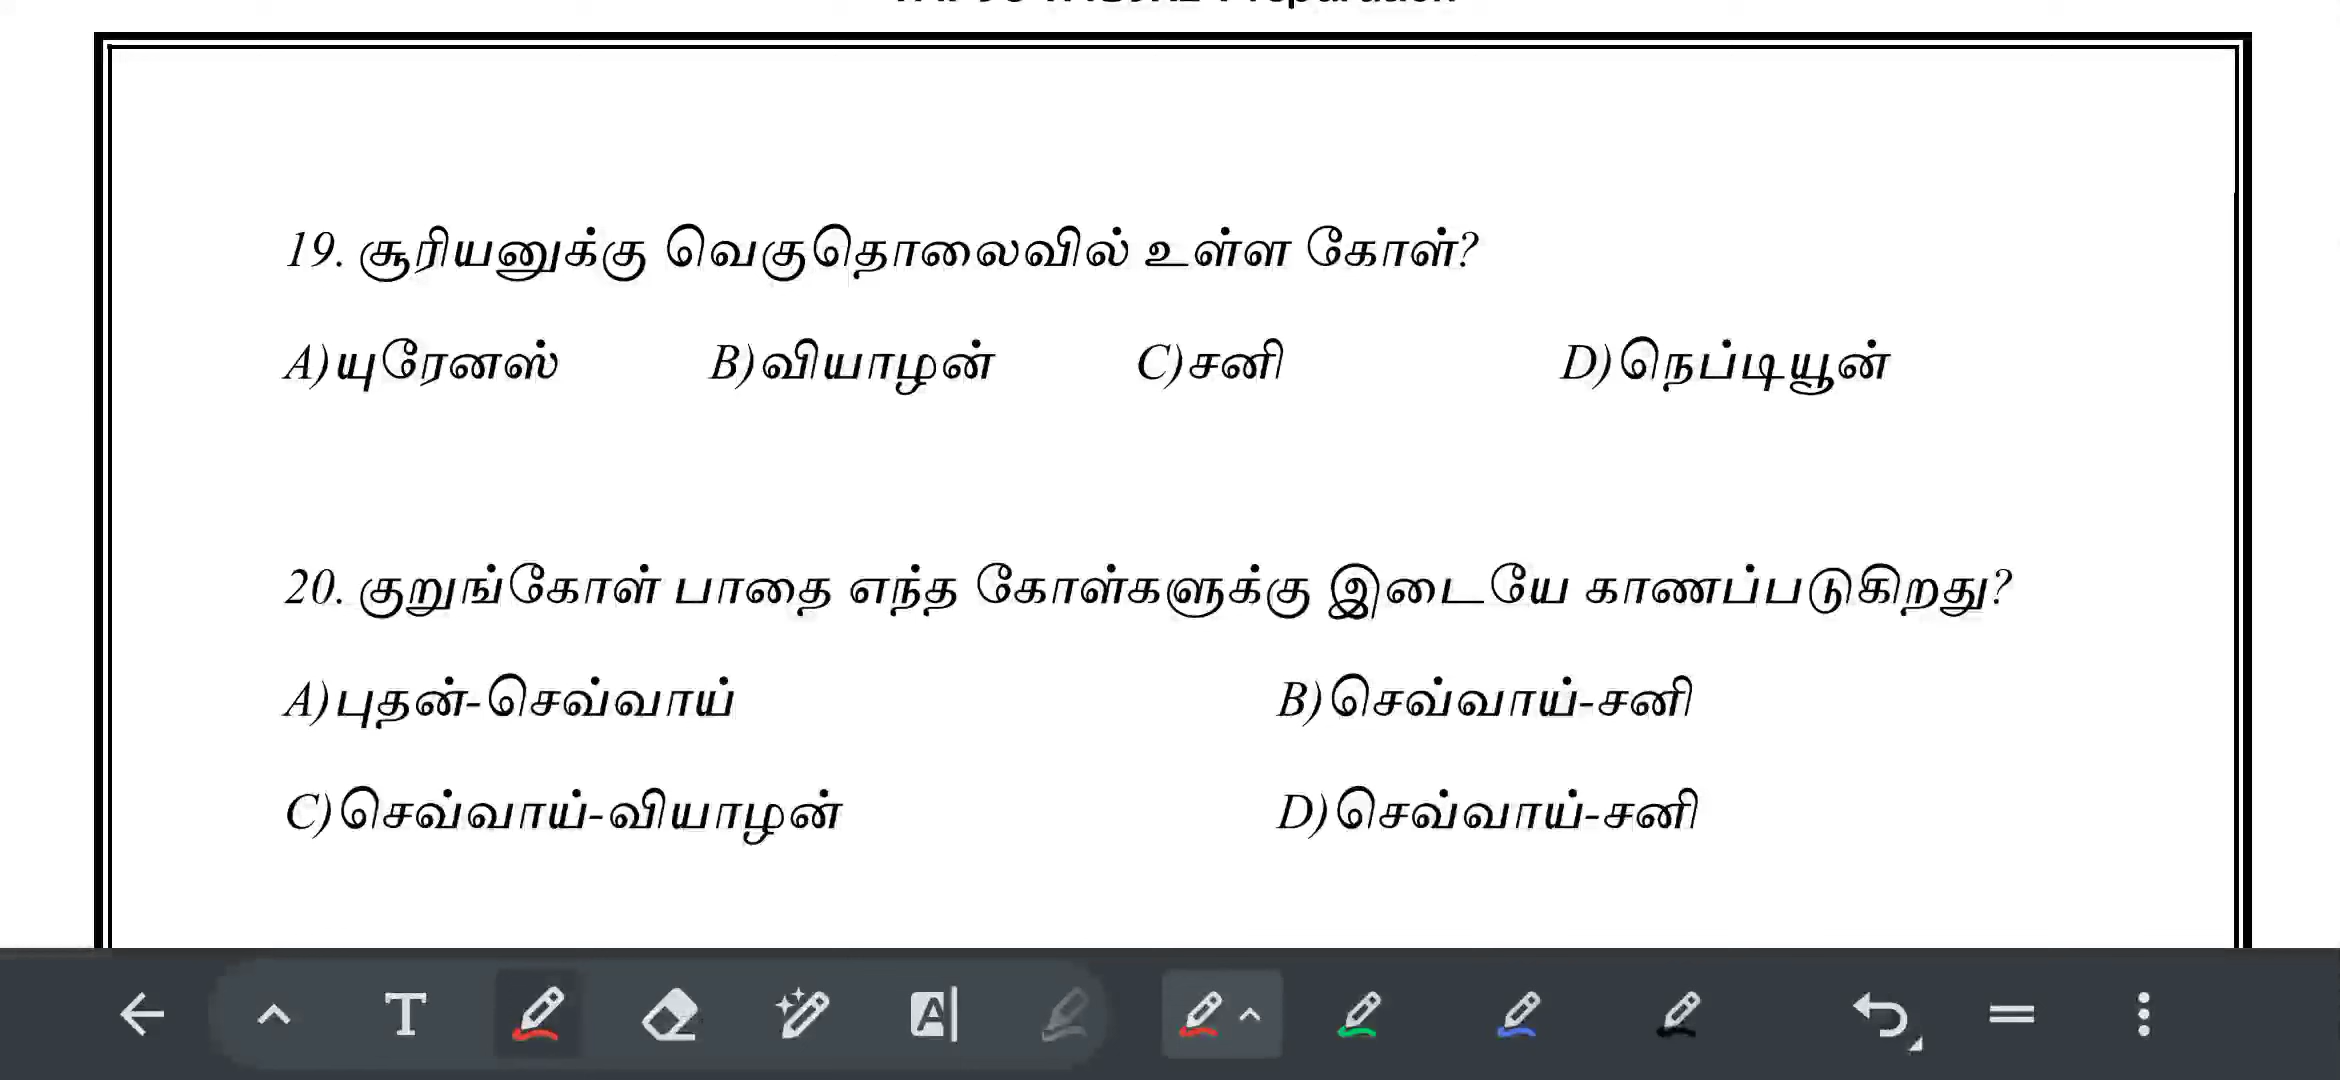 19. சூரியனுக்கு வெகுதொலைவில் உள்ள கோள்?
A)யுரேனஸ் B)வியாழன் C)சனி D)நெப்டியூன்
20. குறுங்கோள் பாதை எந்த கோள்களுக்கு இடையே காணப்படுகிறது?
A)புதன்-செவ்வாய் B)செவ்வாய்-சனி
C)செவ்வாய்-வியாழன் D)செவ்வாய்-சனி